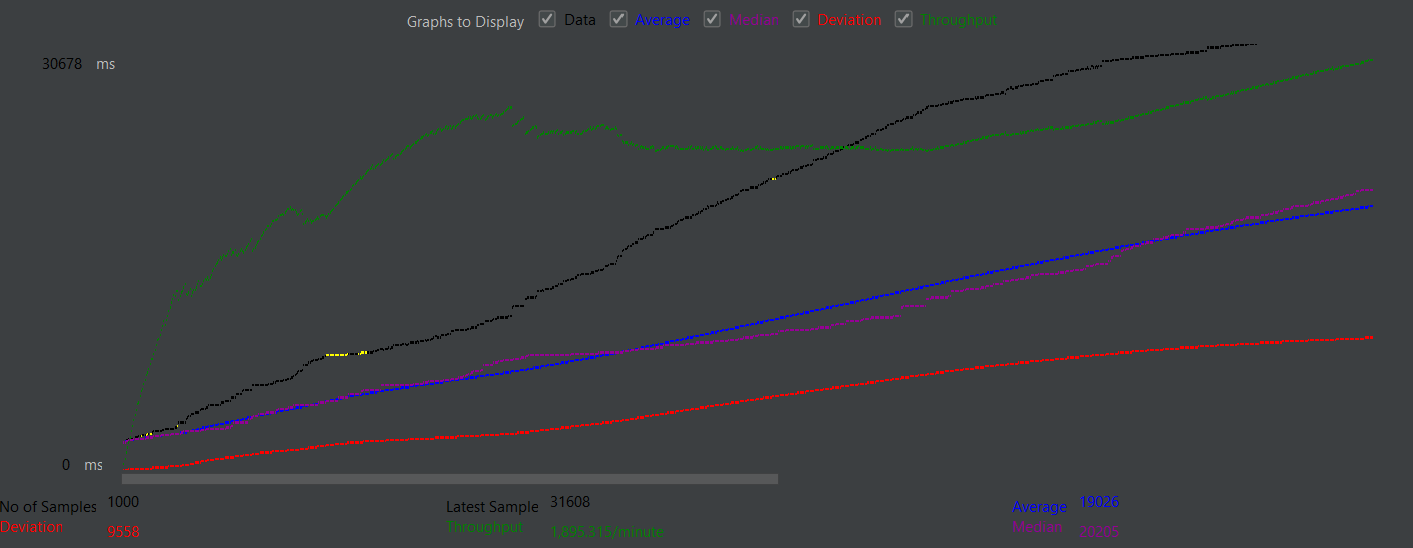 Graphs to Display Data Average Median Deviation Throughput
30678 ms
0 ms
No of Samples 1000 Latest Sample 31608 Average 19026
Deviation 9558 Throughput 1,895.315/minute Median 20205